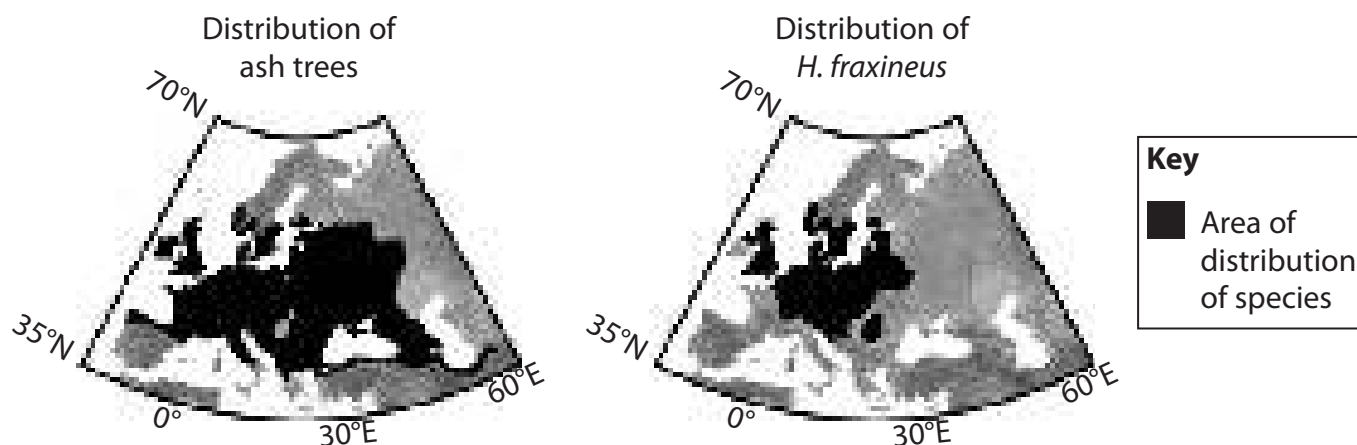 Distribution of
ash trees
70°N
35°N
0°
30°E
60°E
Distribution of
H. fraxineus
70°N
35°N
0°
30°E
60°E
Key
Area of
distribution
of species